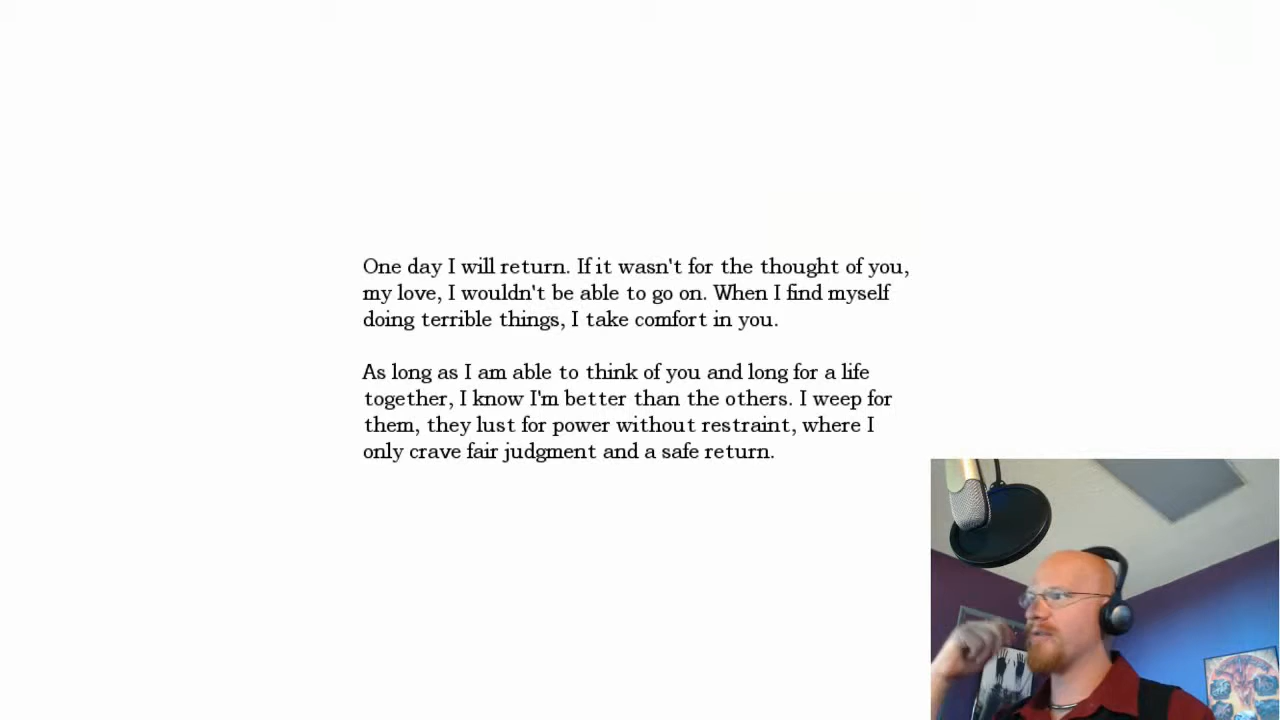 One day I will return. If it wasn't for the thought of you,
my love, I wouldn't be able to go on. When I find myself
doing terrible things, I take comfort in you.
As long as I am able to think of you and long for a life
together, I know I'm better than the others. I weep for
them, they lust for power without restraint, where I
only crave fair judgment and a safe return.